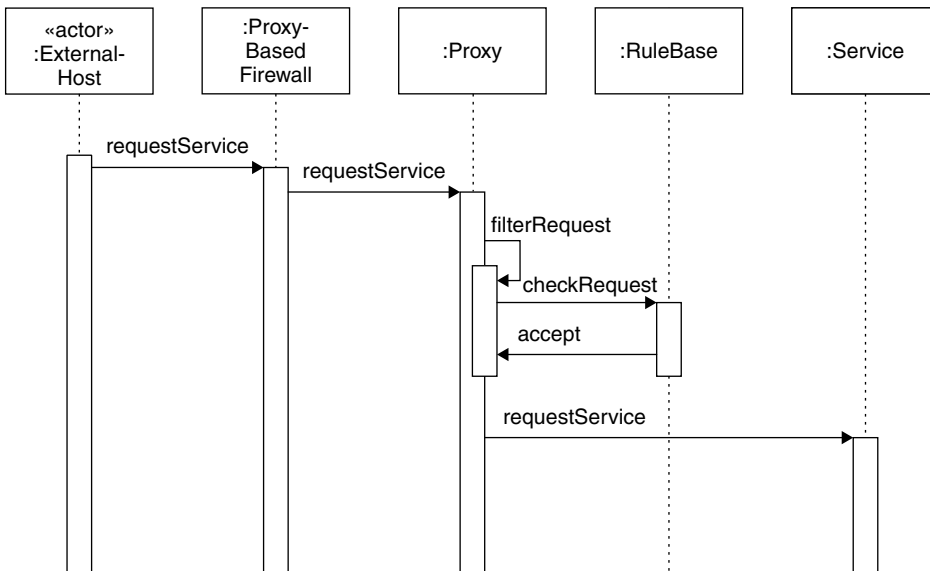 «actor»
:External-
Host
:Proxy-
Based
Firewall
:Proxy
:RuleBase
:Service
requestService
requestService
filterRequest
checkRequest
accept
requestService